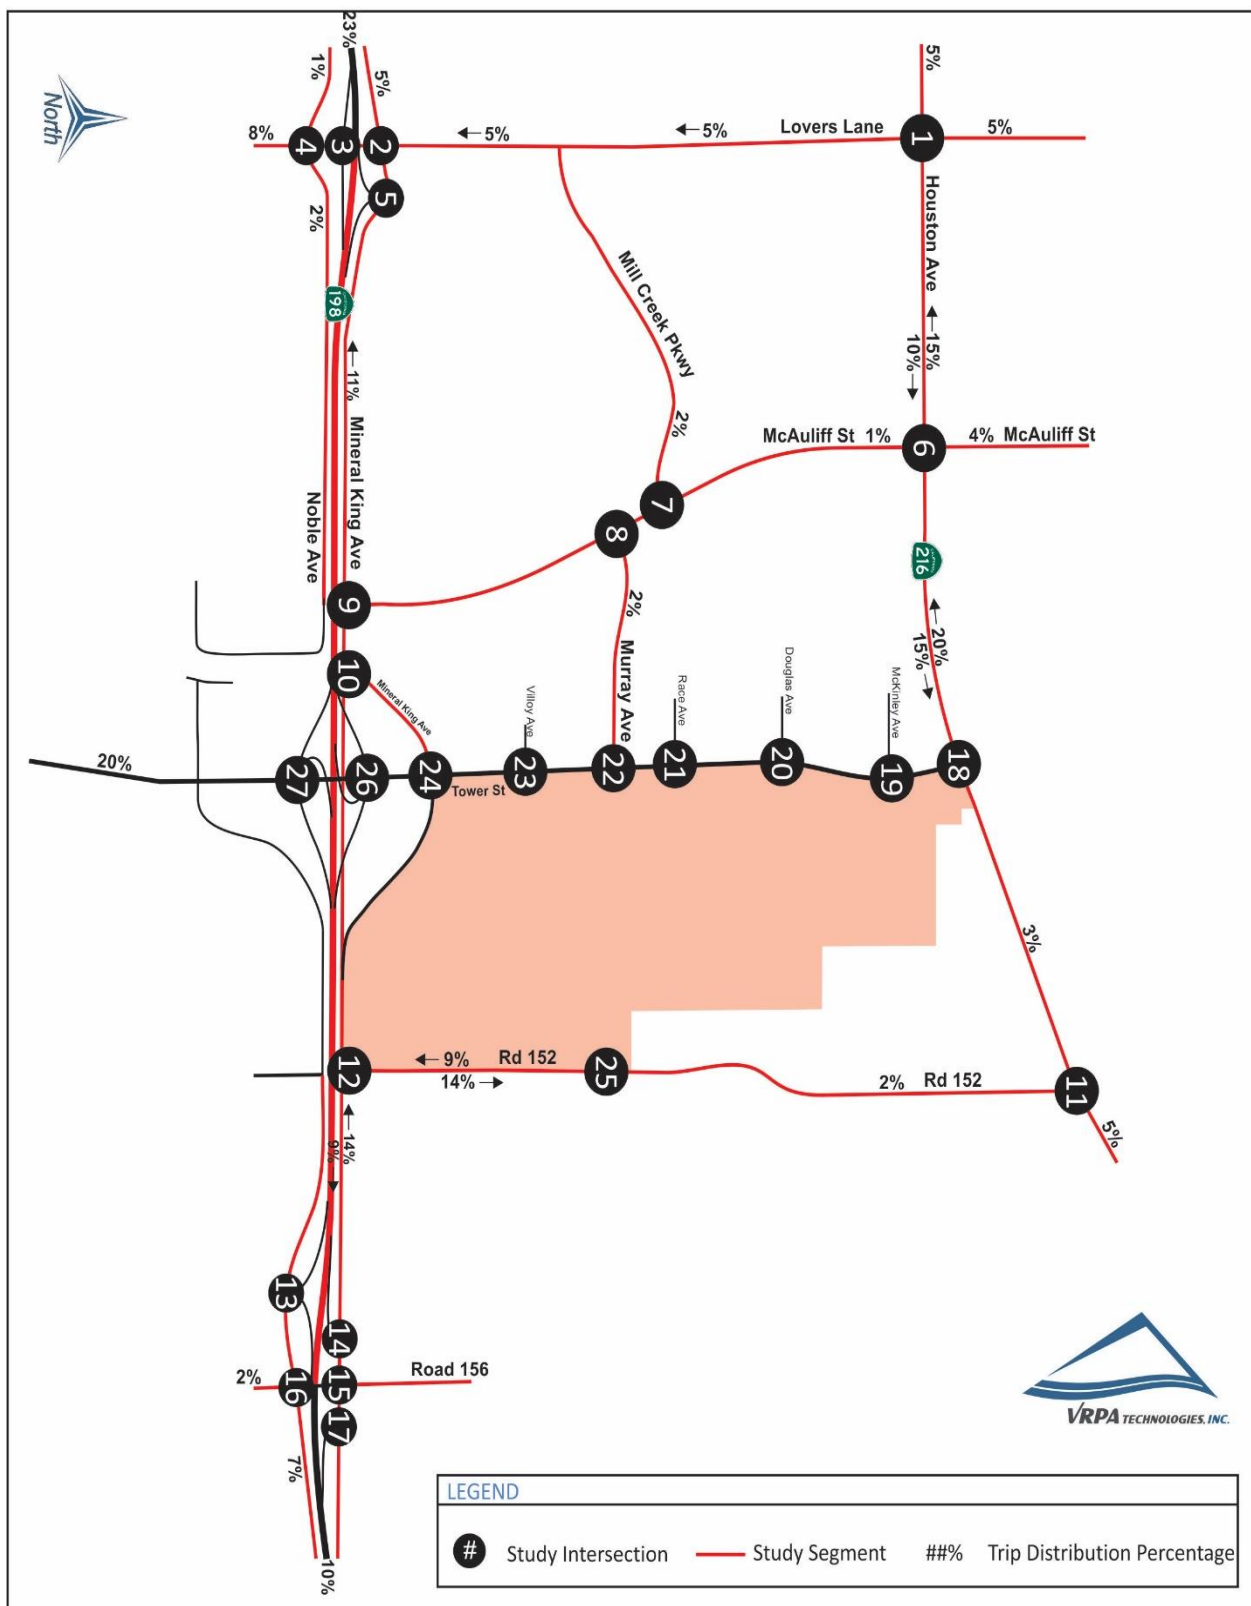 23%
1%
5%
5%
North
8%
4
3
2
←5%
←5%
Lovers Lane
1
5%
5
2%
Houston Ave
Mill Creek Pkwy
198
←15%
10%→
←11%
Mineral King Ave
2%
McAuliff St 1%
6
4% McAuliff St
Noble Ave
7
8
216
9
2%
←20%
15%→
Murray Ave
10
Mineral King Ave
Villoy Ave
Race Ave
Douglas Ave
McKinley Ave
20%
27
26
24
Tower St
23
22
21
20
19
18
3%
12
←9%
Rd 152
14%→
25
2%
Rd 152
11
5%
←14%
9%→
13
14
2%
16
15
Road 156
17
7%
10%
VRPA TECHNOLOGIES, INC.
LEGEND
# Study Intersection
Study Segment
##% Trip Distribution Percentage